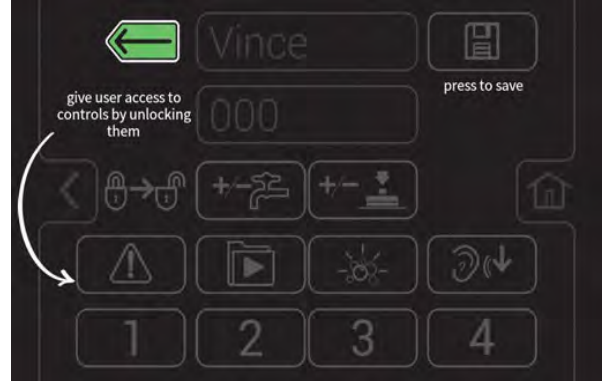 Vince
press to save
give user access to
controls by unlocking
them
000
+/- +/-
1 2 3 4